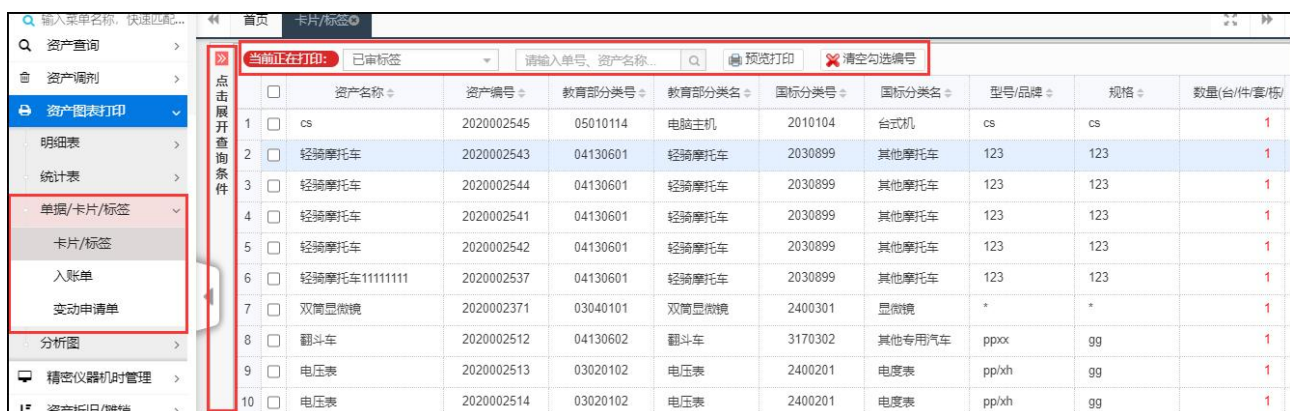 输入菜单名称，快速匹配...
首页
卡片/标签
资产查询
资产调剂
资产图表打印
明细表
统计表
单据/卡片/标签
卡片/标签
入账单
变动申请单
分析图
精密仪器机时管理
资产折旧/摊销
点击展开查询条件
当前正在打印: 已审标签 请输入单号、资产名称... 预览打印 清空勾选编号
资产名称 资产编号 教育部分类号 教育部分类名 国标分类号 国标分类名 型号/品牌 规格 数量(台/件/套/栋/
1 cs 2020002545 05010114 电脑主机 2010104 台式机 cs cs 1
2 轻骑摩托车 2020002543 04130601 轻骑摩托车 2030899 其他摩托车 123 123 1
3 轻骑摩托车 2020002544 04130601 轻骑摩托车 2030899 其他摩托车 123 123 1
4 轻骑摩托车 2020002541 04130601 轻骑摩托车 2030899 其他摩托车 123 123 1
5 轻骑摩托车 2020002542 04130601 轻骑摩托车 2030899 其他摩托车 123 123 1
6 轻骑摩托车11111111 2020002537 04130601 轻骑摩托车 2030899 其他摩托车 123 123 1
7 双筒显微镜 2020002371 03040101 双筒显微镜 2400301 显微镜 * * 1
8 翻斗车 2020002512 04130602 翻斗车 3170302 其他专用汽车 ppxx gg 1
9 电压表 2020002513 03020102 电压表 2400201 电度表 pp/xh gg 1
10 电压表 2020002514 03020102 电压表 2400201 电度表 pp/xh gg 1